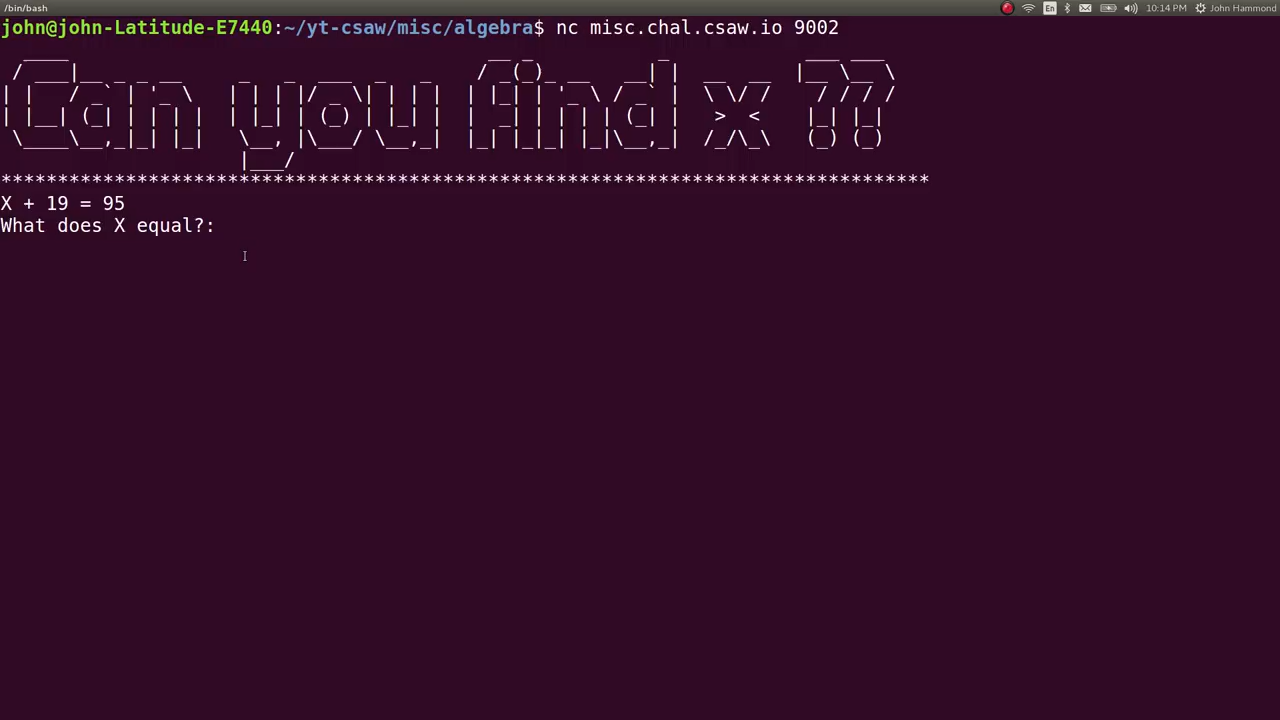 /bin/bash
En
10:14 PM
John Hammond
john@john-Latitude-E7440:~/yt-csaw/misc/algebra$ nc misc.chal.csaw.io 9002
Can you find x ??
**********************************************************************************
X + 19 = 95
What does X equal?: